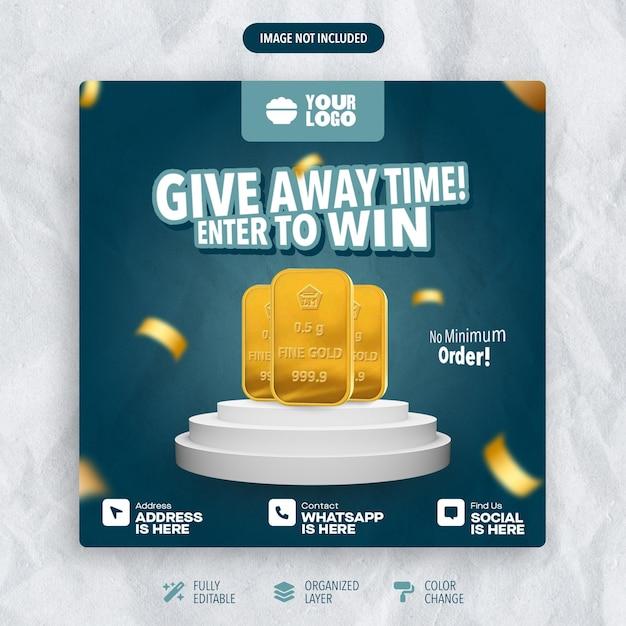 IMAGE NOT INCLUDED
YOUR
LOGO
GIVE AWAY TIME!
ENTER TO WIN
0.5 g
FINE GOLD
999.9
No Minimum
Order!
Address
ADDRESS
IS HERE
Contact
WHATSAPP
IS HERE
Find Us
SOCIAL
IS HERE
FULLY
EDITABLE
ORGANIZED
LAYER
COLOR
CHANGE